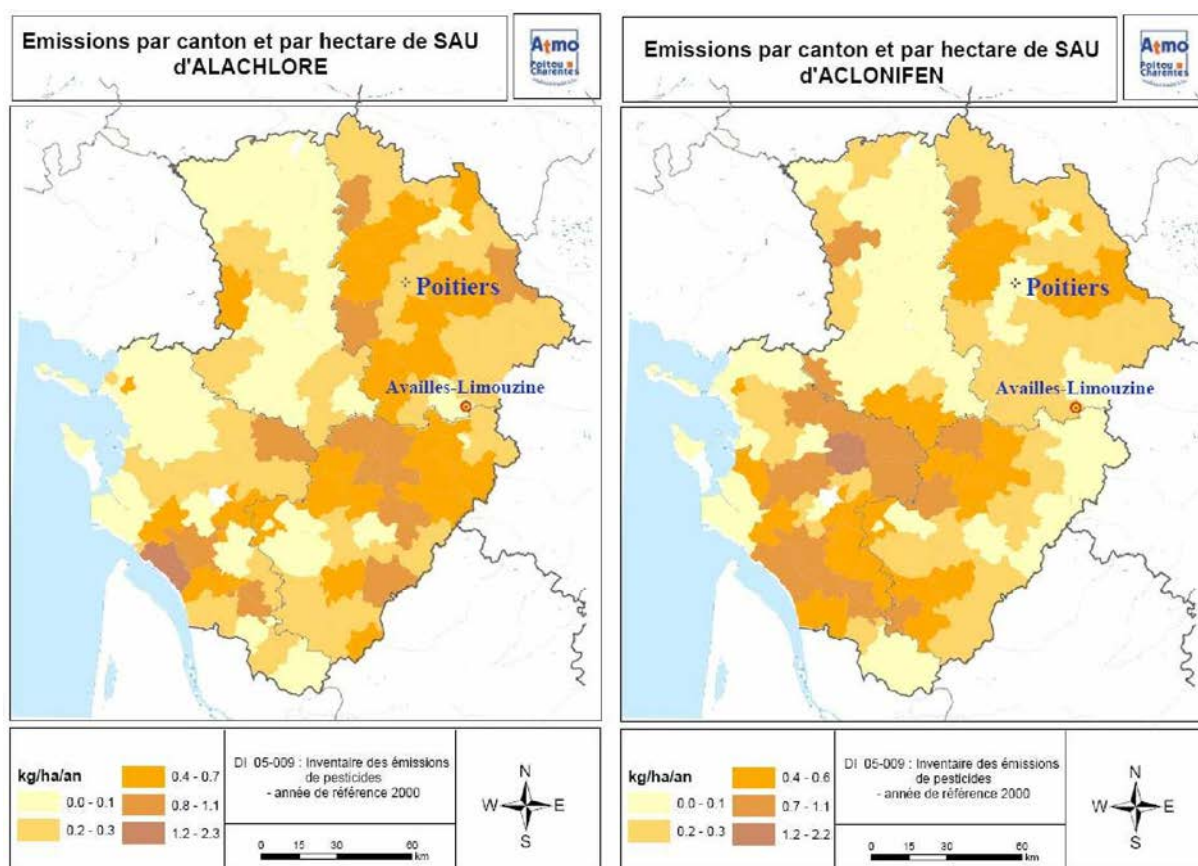 Emissions par canton et par hectare de SAU
d'ALACHLORE
Atmo
Poitou
Charentes
Poitiers
Availles-Limouzine
kg/ha/an
0.0 - 0.1
0.2 - 0.3
0.4 - 0.7
0.8 - 1.1
1.2 - 2.3
DI 05-009 : Inventaire des émissions
de pesticides
- année de référence 2000
0 15 30 60
km
N
W E
S
Emissions par canton et par hectare de SAU
d'ACLONIFEN
Atmo
Poitou
Charentes
Poitiers
Availles-Limouzine
kg/ha/an
0.0 - 0.1
0.2 - 0.3
0.4 - 0.6
0.7 - 1.1
1.2 - 2.2
DI 05-009 : Inventaire des émissions
de pesticides
- année de référence 2000
0 15 30 60
km
N
W E
S